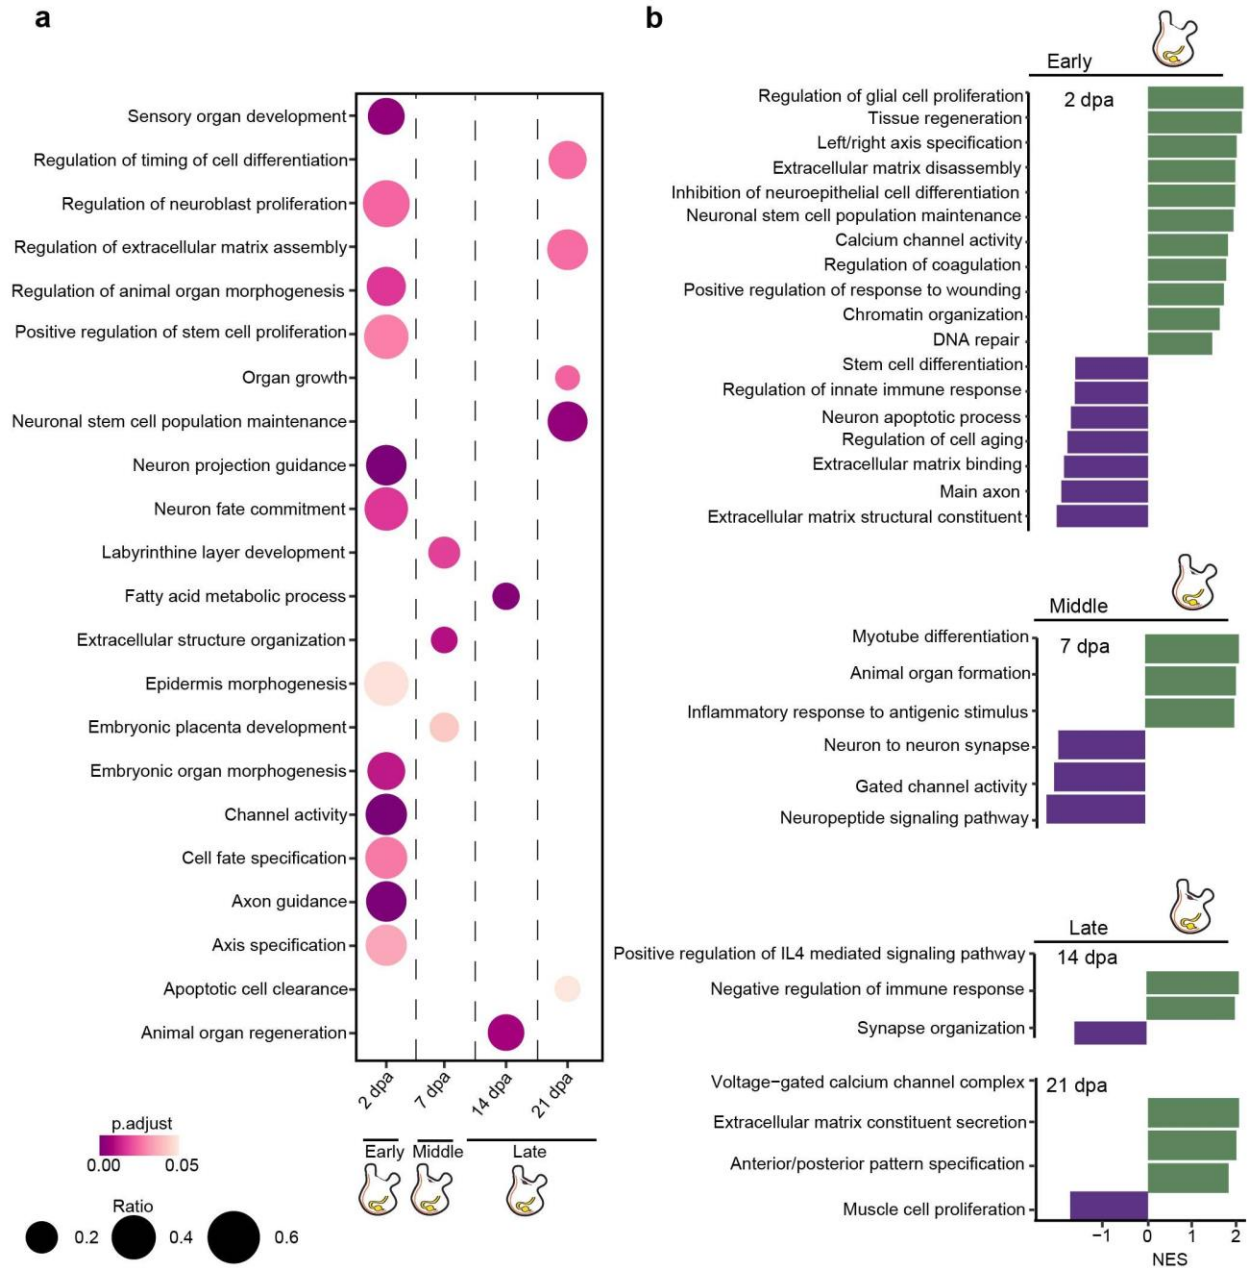 a
Sensory organ development
Regulation of timing of cell differentiation
Regulation of neuroblast proliferation
Regulation of extracellular matrix assembly
Regulation of animal organ morphogenesis
Positive regulation of stem cell proliferation
Organ growth
Neuronal stem cell population maintenance
Neuron projection guidance
Neuron fate commitment
Labyrinthine layer development
Fatty acid metabolic process
Extracellular structure organization
Epidermis morphogenesis
Embryonic placenta development
Embryonic organ morphogenesis
Channel activity
Cell fate specification
Axon guidance
Axis specification
Apoptotic cell clearance
Animal organ regeneration
2 dpa
7 dpa
14 dpa
21 dpa
Early Middle Late
p.adjust
0.00 0.05
Ratio
0.2 0.4 0.6
b
Early
2 dpa
Regulation of glial cell proliferation
Tissue regeneration
Left/right axis specification
Extracellular matrix disassembly
Inhibition of neuroepithelial cell differentiation
Neuronal stem cell population maintenance
Calcium channel activity
Regulation of coagulation
Positive regulation of response to wounding
Chromatin organization
DNA repair
Stem cell differentiation
Regulation of innate immune response
Neuron apoptotic process
Regulation of cell aging
Extracellular matrix binding
Main axon
Extracellular matrix structural constituent
Middle
7 dpa
Myotube differentiation
Animal organ formation
Inflammatory response to antigenic stimulus
Neuron to neuron synapse
Gated channel activity
Neuropeptide signaling pathway
Late
14 dpa
Positive regulation of IL4 mediated signaling pathway
Negative regulation of immune response
Synapse organization
21 dpa
Voltage−gated calcium channel complex
Extracellular matrix constituent secretion
Anterior/posterior pattern specification
Muscle cell proliferation
−1 0 1 2
NES